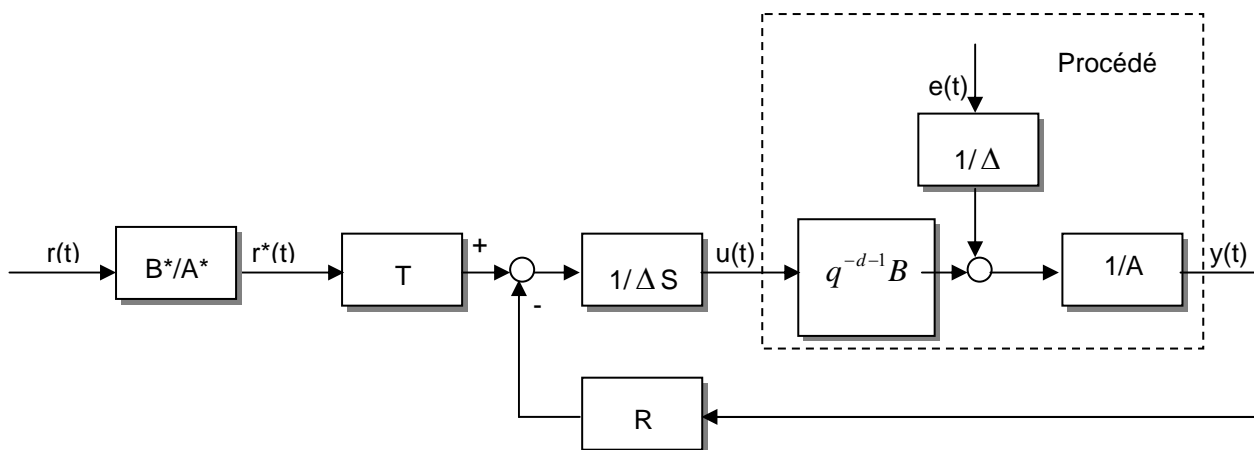 Procédé
e(t)
1/ Δ
r(t)
B*/A*
r*(t)
T
+
-
1/ Δ S
u(t)
q^{-d-1}B
1/A
y(t)
R